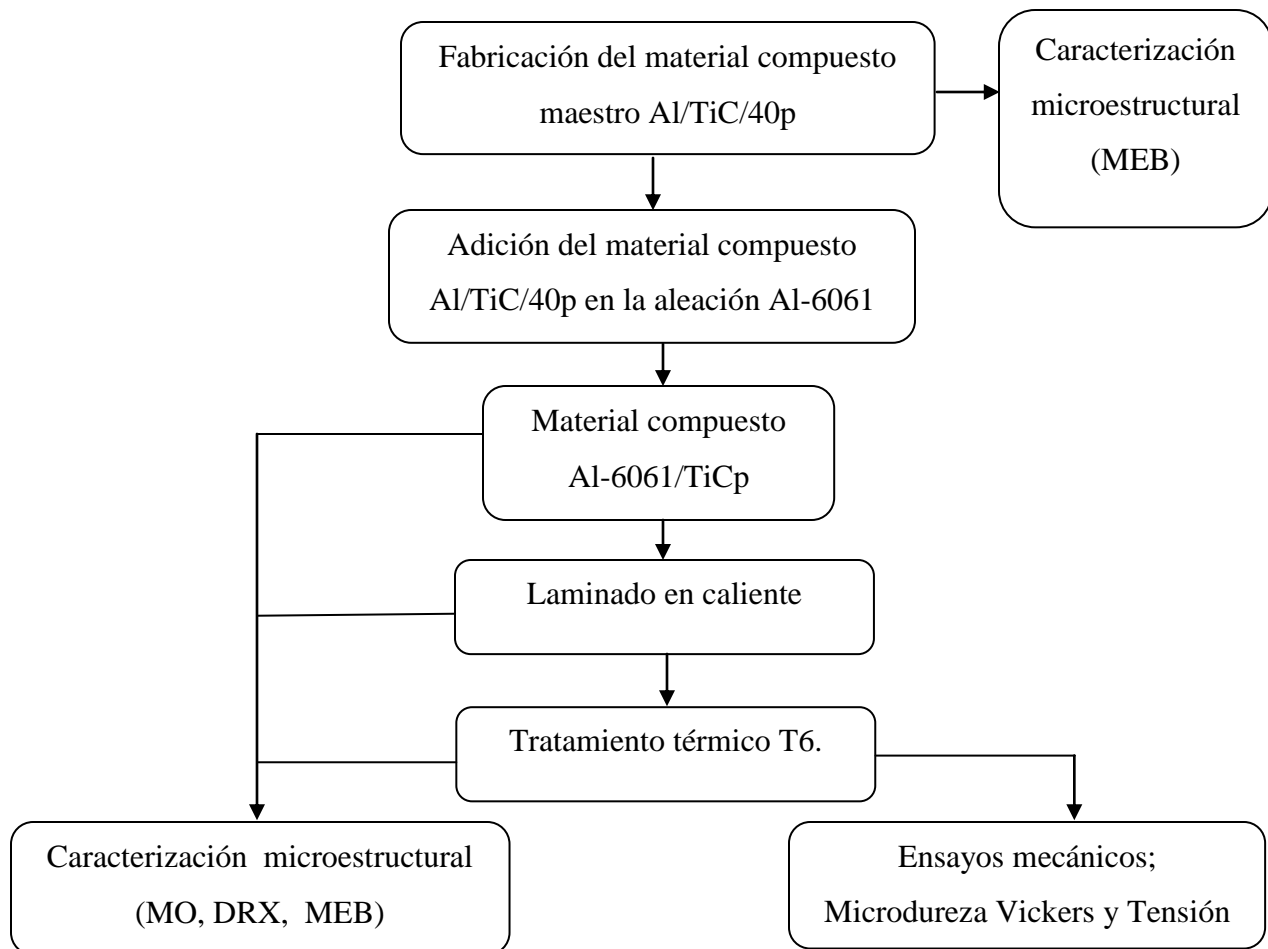 Fabricación del material compuesto
maestro Al/TiC/40p
Caracterización
microestructural
(MEB)
Adición del material compuesto
Al/TiC/40p en la aleación Al-6061
Material compuesto
Al-6061/TiCp
Laminado en caliente
Tratamiento térmico T6.
Caracterización microestructural
(MO, DRX, MEB)
Ensayos mecánicos;
Microdureza Vickers y Tensión